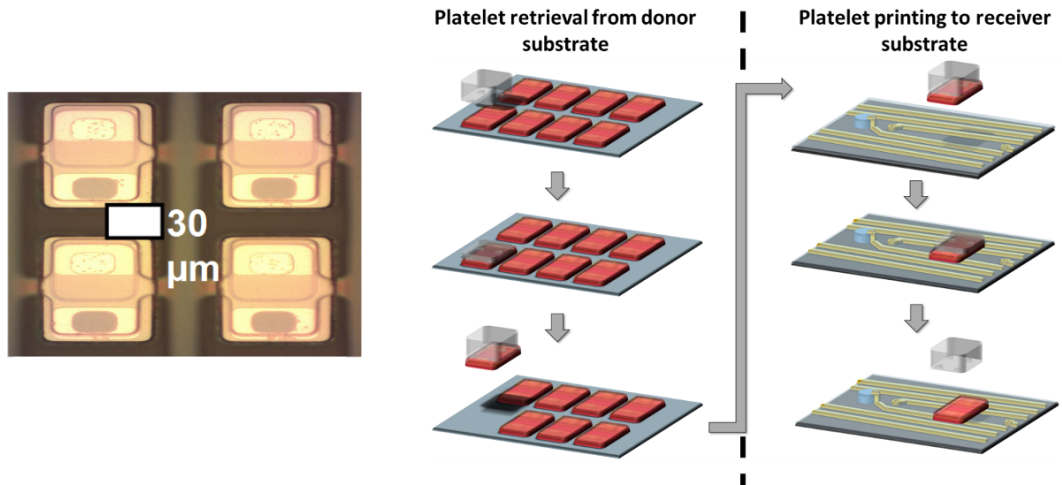 30
µm
Platelet retrieval from donor
substrate
Platelet printing to receiver
substrate